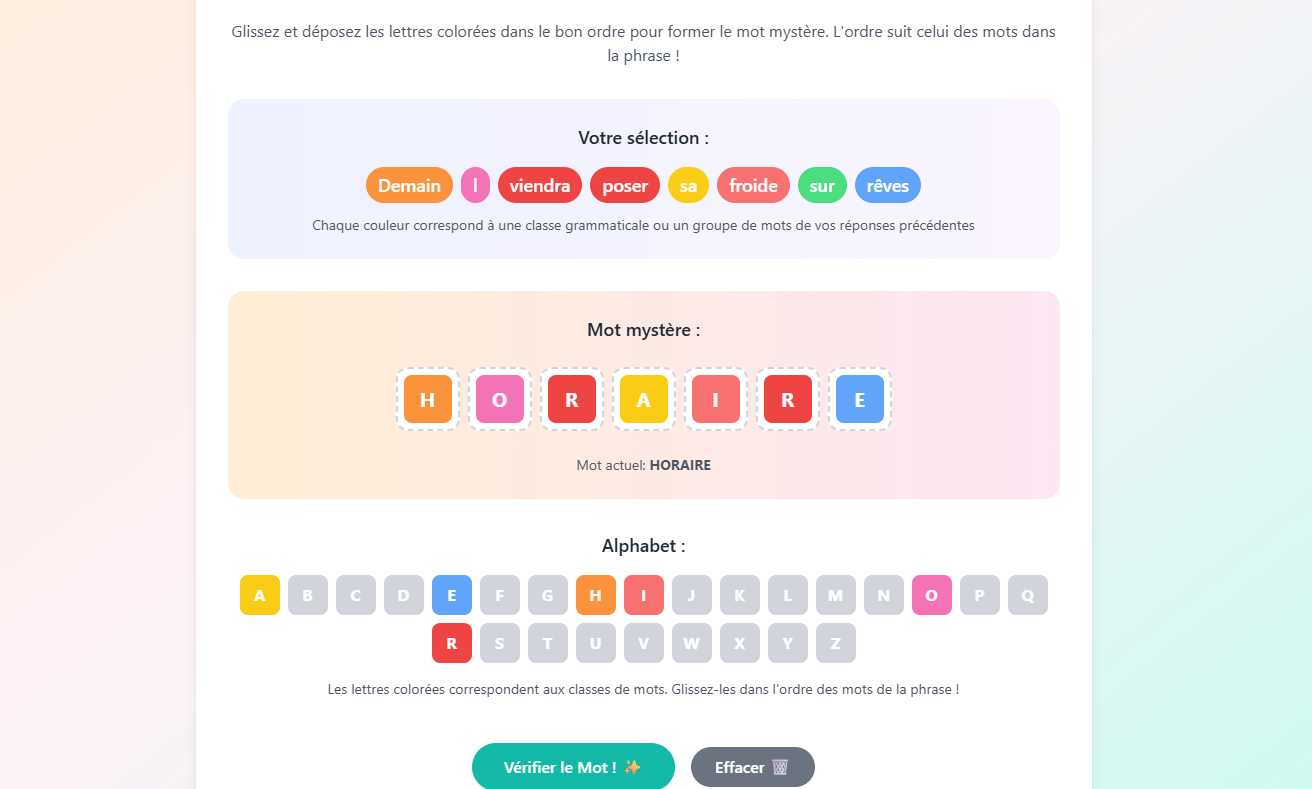 Glissez et déposez les lettres colorées dans le bon ordre pour former le mot mystère. L'ordre suit celui des mots dans
la phrase !
Votre sélection :
Demain l viendra poser sa froide sur rêves
Chaque couleur correspond à une classe grammaticale ou un groupe de mots de vos réponses précédentes
Mot mystère :
H O R A I R E
Mot actuel: HORAIRE
Alphabet :
A B C D E F G H I J K L M N O P Q
R S T U V W X Y Z
Les lettres colorées correspondent aux classes de mots. Glissez-les dans l'ordre des mots de la phrase !
Vérifier le Mot ! ✨ Effacer 🗑️